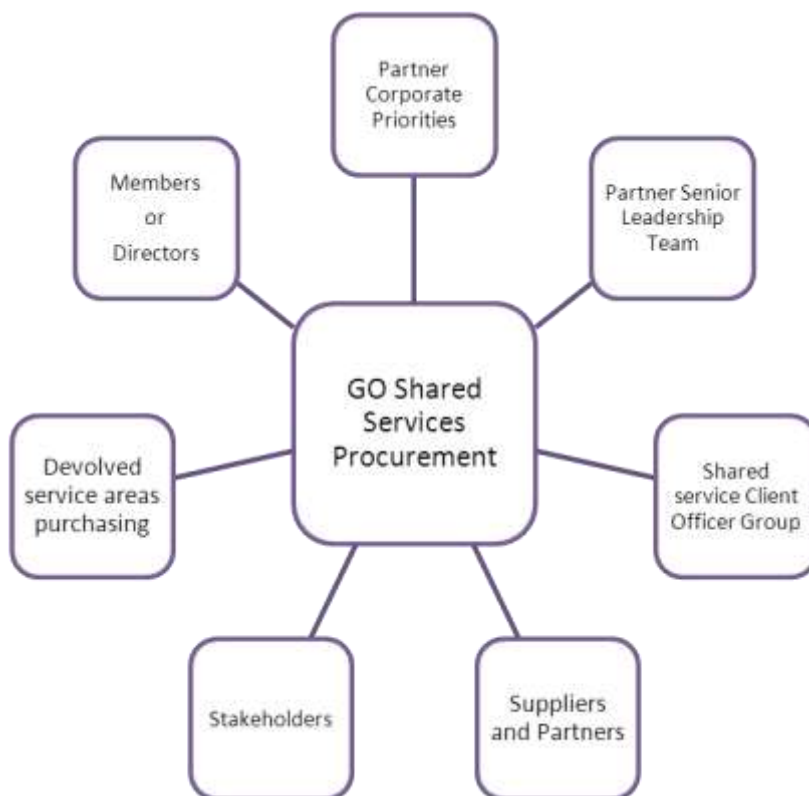 Partner
Corporate
Priorities
Members
or
Directors
Partner Senior
Leadership
Team
GO Shared
Services
Procurement
Devolved
service areas
purchasing
Shared
service Client
Officer Group
Stakeholders
Suppliers
and Partners